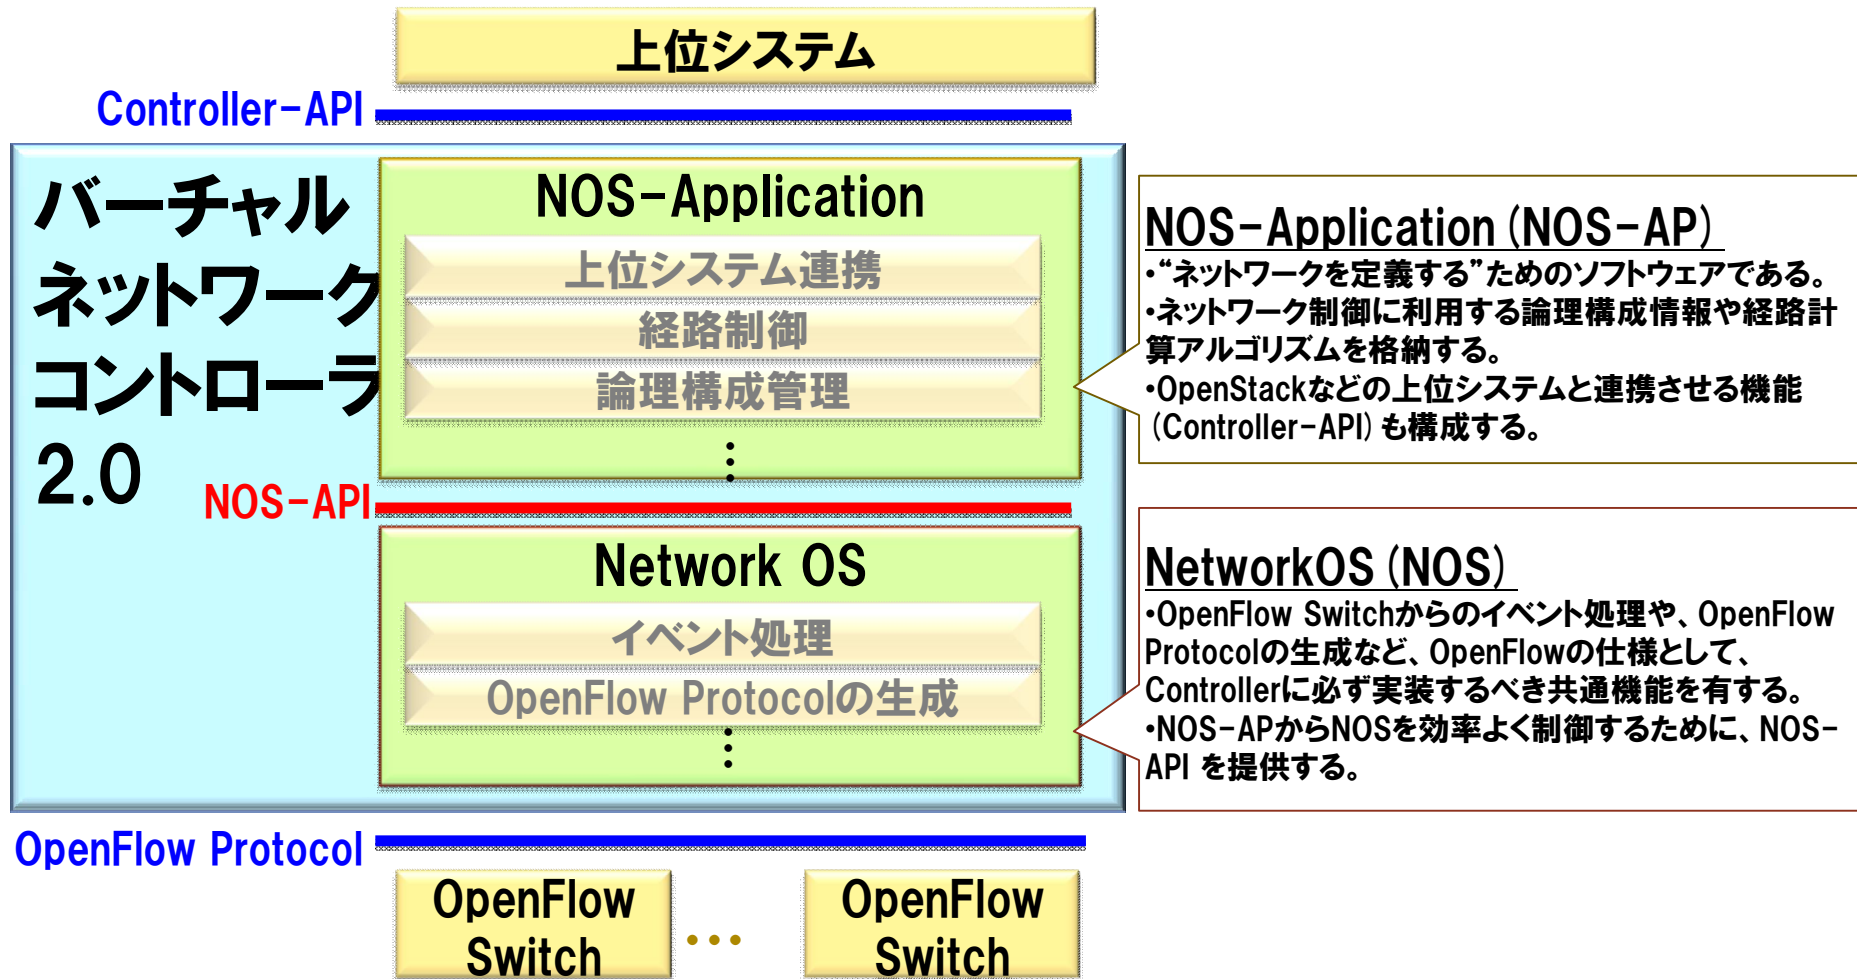 上位システム
Controller-API
バーチャル
ネットワーク
コントローラ
2.0
NOS-Application
上位システム連携
経路制御
論理構成管理
⋮
NOS-API
Network OS
イベント処理
OpenFlow Protocolの生成
⋮
NOS-Application(NOS-AP)
・“ネットワークを定義する”ためのソフトウェアである。
・ネットワーク制御に利用する論理構成情報や経路計
算アルゴリズムを格納する。
・OpenStackなどの上位システムと連携させる機能
(Controller-API)も構成する。
NetworkOS(NOS)
・OpenFlow Switchからのイベント処理や、OpenFlow
Protocolの生成など、OpenFlowの仕様として、
Controllerに必ず実装するべき共通機能を有する。
・NOS-APからNOSを効率よく制御するために、NOS-
API を提供する。
OpenFlow Protocol
OpenFlow
Switch
…
OpenFlow
Switch